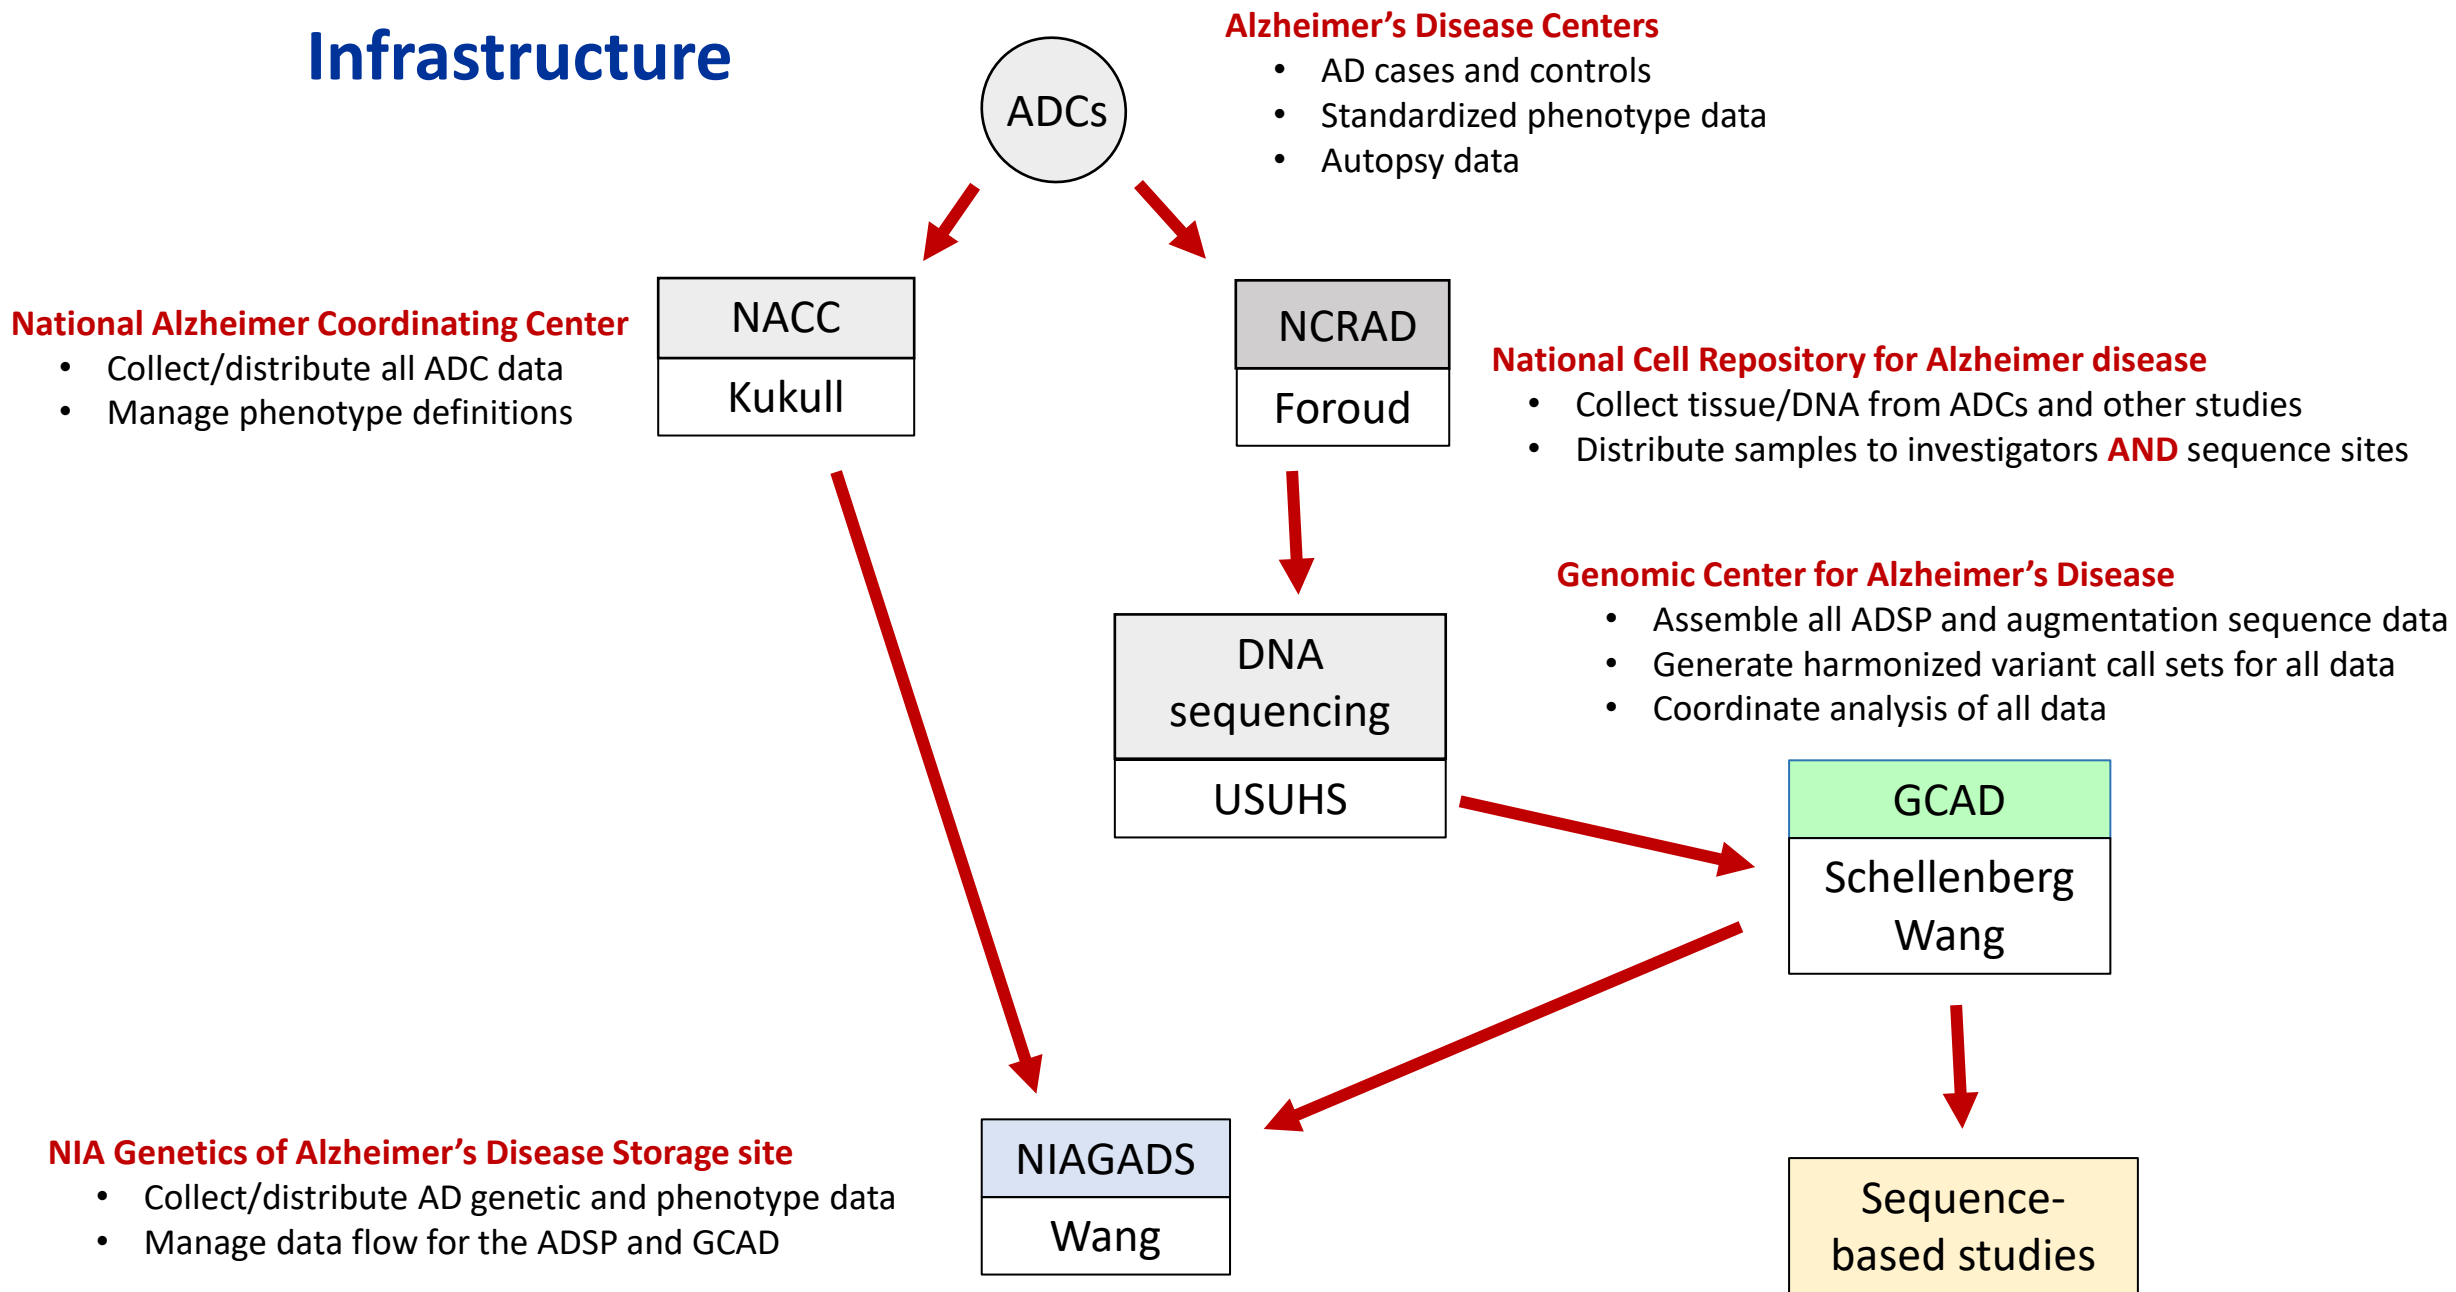 Infrastructure
ADCs
Alzheimer’s Disease Centers
• AD cases and controls
• Standardized phenotype data
• Autopsy data
National Alzheimer Coordinating Center
• Collect/distribute all ADC data
• Manage phenotype definitions
NACC
Kukull
NCRAD
Foroud
National Cell Repository for Alzheimer disease
• Collect tissue/DNA from ADCs and other studies
• Distribute samples to investigators AND sequence sites
DNA
sequencing
USUHS
Genomic Center for Alzheimer’s Disease
• Assemble all ADSP and augmentation sequence data
• Generate harmonized variant call sets for all data
• Coordinate analysis of all data
GCAD
Schellenberg
Wang
NIA Genetics of Alzheimer’s Disease Storage site
• Collect/distribute AD genetic and phenotype data
• Manage data flow for the ADSP and GCAD
NIAGADS
Wang
Sequence-
based studies